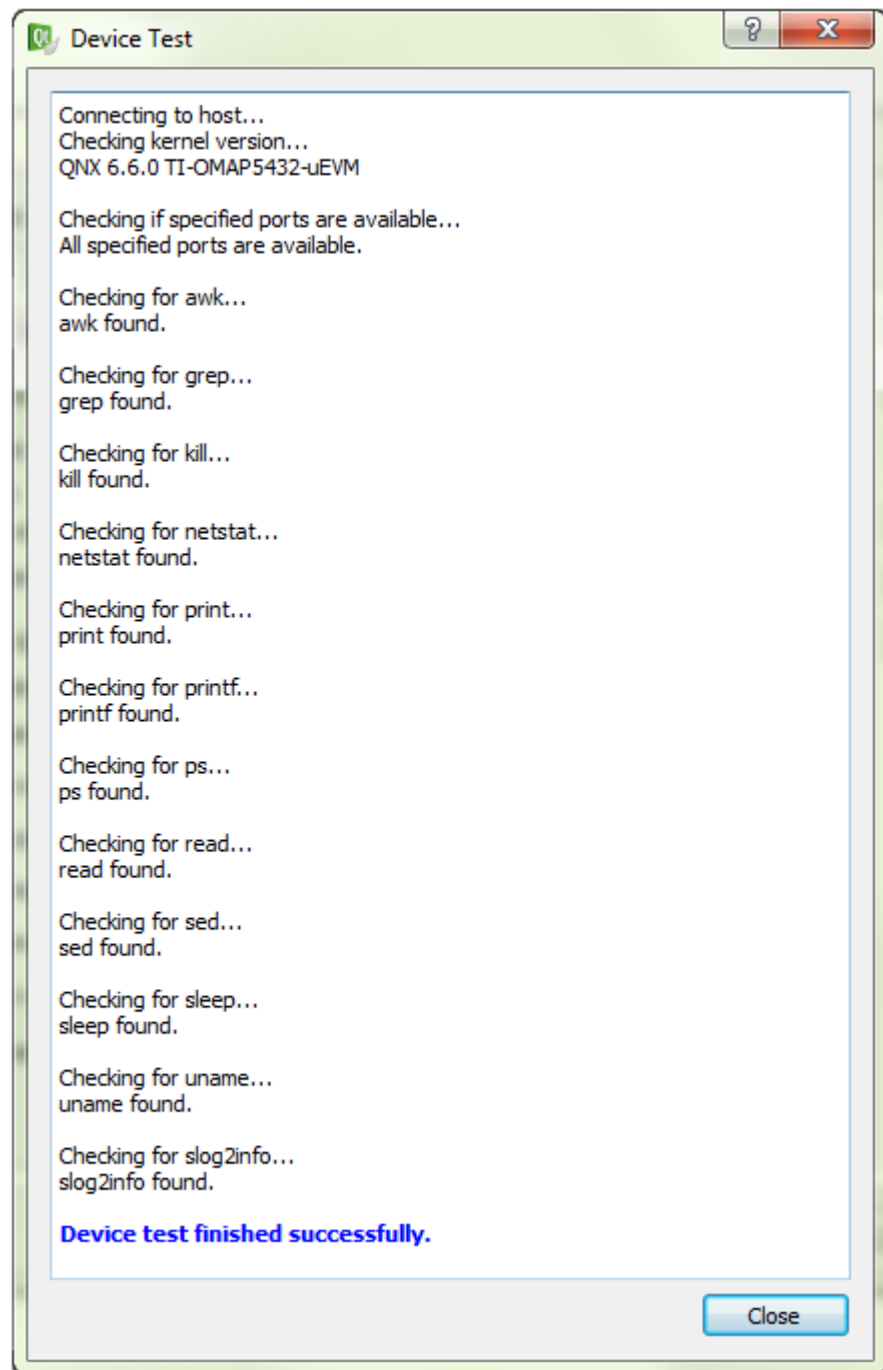 Device Test
Connecting to host...
Checking kernel version...
QNX 6.6.0 TI-OMAP5432-uEVM
Checking if specified ports are available...
All specified ports are available.
Checking for awk...
awk found.
Checking for grep...
grep found.
Checking for kill...
kill found.
Checking for netstat...
netstat found.
Checking for print...
print found.
Checking for printf...
printf found.
Checking for ps...
ps found.
Checking for read...
read found.
Checking for sed...
sed found.
Checking for sleep...
sleep found.
Checking for uname...
uname found.
Checking for slog2info...
slog2info found.
Device test finished successfully.
Close